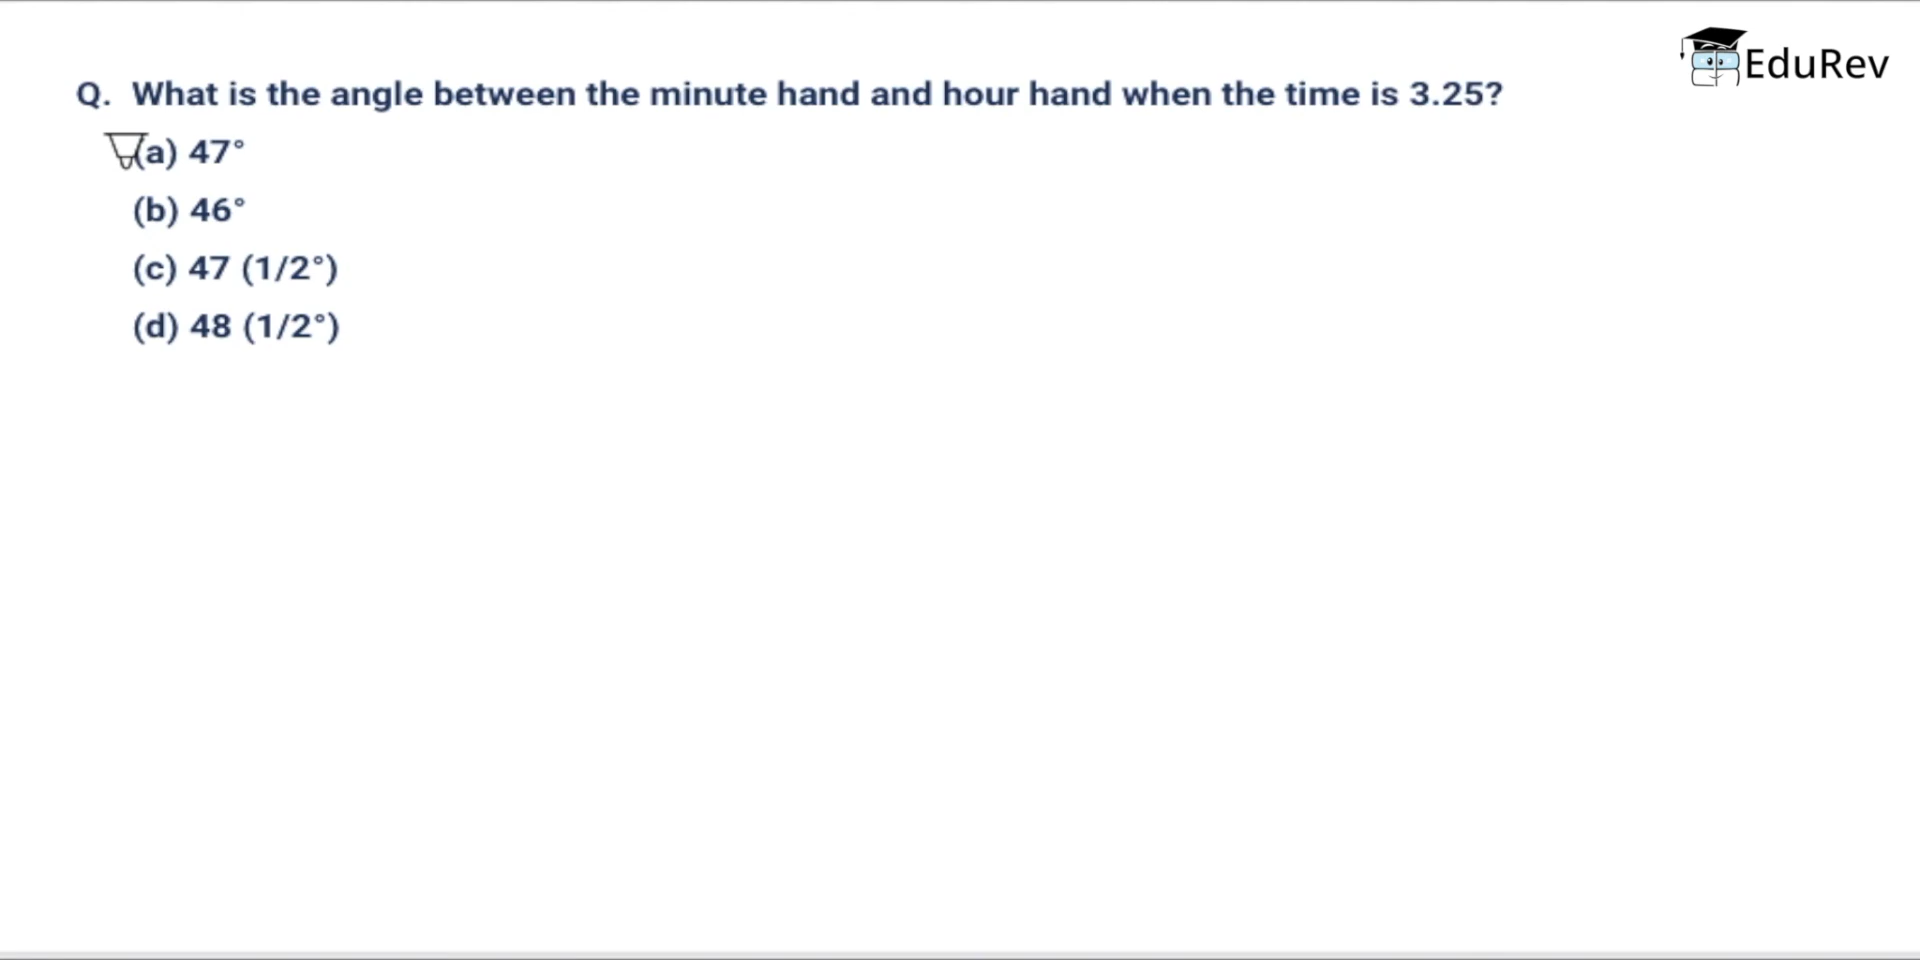 EduRev
Q. What is the angle between the minute hand and hour hand when the time is 3.25?
(a) 47°
(b) 46°
(c) 47 (1/2°)
(d) 48 (1/2°)